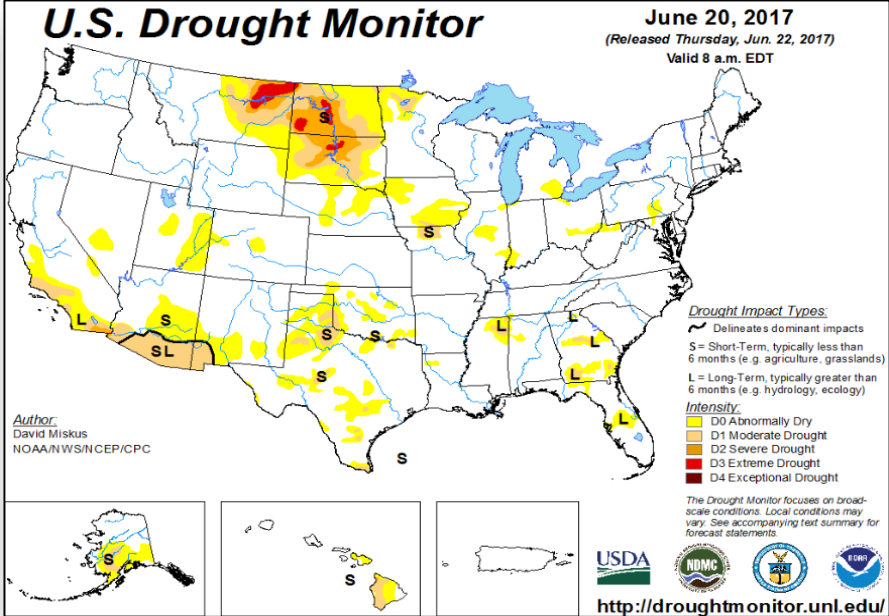 U.S. Drought Monitor
June 20, 2017
(Released Thursday, Jun. 22, 2017)
Valid 8 a.m. EDT
S
S
L
S
S L
S
S
S
S
L
L
L
L
L
Drought Impact Types:
Delineates dominant impacts
S = Short-Term, typically less than
6 months (e.g. agriculture, grasslands)
L = Long-Term, typically greater than
6 months (e.g. hydrology, ecology)
Intensity:
D0 Abnormally Dry
D1 Moderate Drought
D2 Severe Drought
D3 Extreme Drought
D4 Exceptional Drought
Author:
David Miskus
NOAA/NWS/NCEP/CPC
The Drought Monitor focuses on broad-
scale conditions. Local conditions may
vary. See accompanying text summary for
forecast statements.
S
S
USDA
NDMC
http://droughtmonitor.unl.edu/